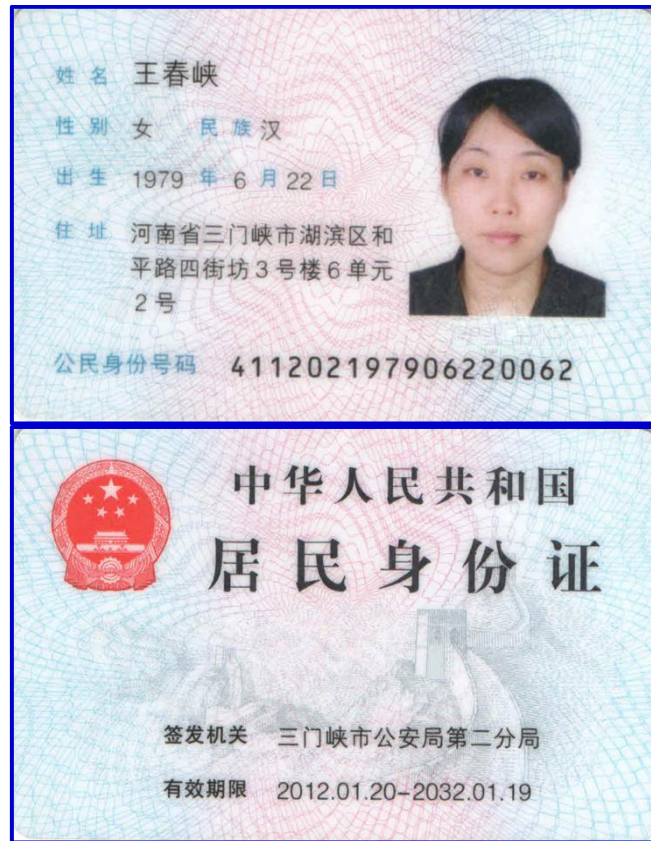 姓名 王春峡
性别 女 民族 汉
出生 1979 年 6 月 22 日
住址 河南省三门峡市湖滨区和
平路四街坊3号楼6单元
2号
公民身份号码 411202197906220062
中华人民共和国
居民身份证
签发机关 三门峡市公安局第二分局
有效期限 2012.01.20-2032.01.19